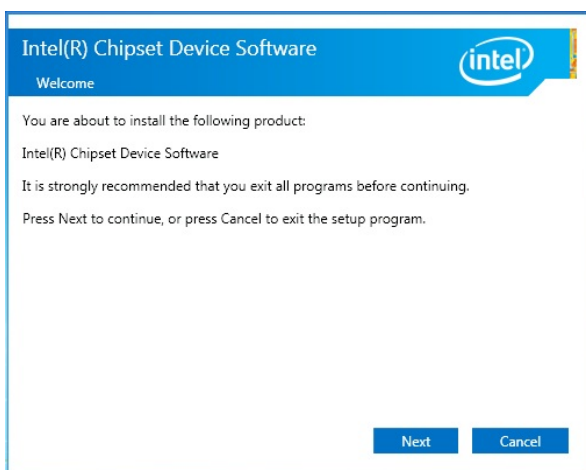 Intel(R) Chipset Device Software
intel
Welcome
You are about to install the following product:
Intel(R) Chipset Device Software
It is strongly recommended that you exit all programs before continuing.
Press Next to continue, or press Cancel to exit the setup program.
Next Cancel